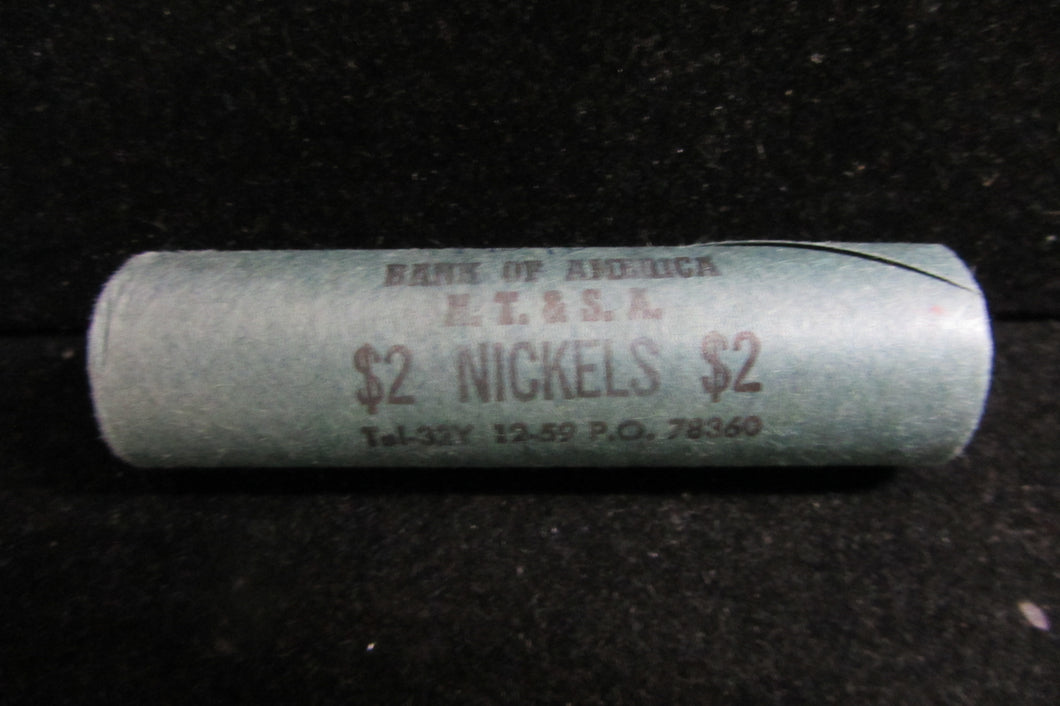 BANK OF AMERICA
N. T. & S. A.
$2 NICKELS $2
Tel-32Y 12-59 P.O. 78360